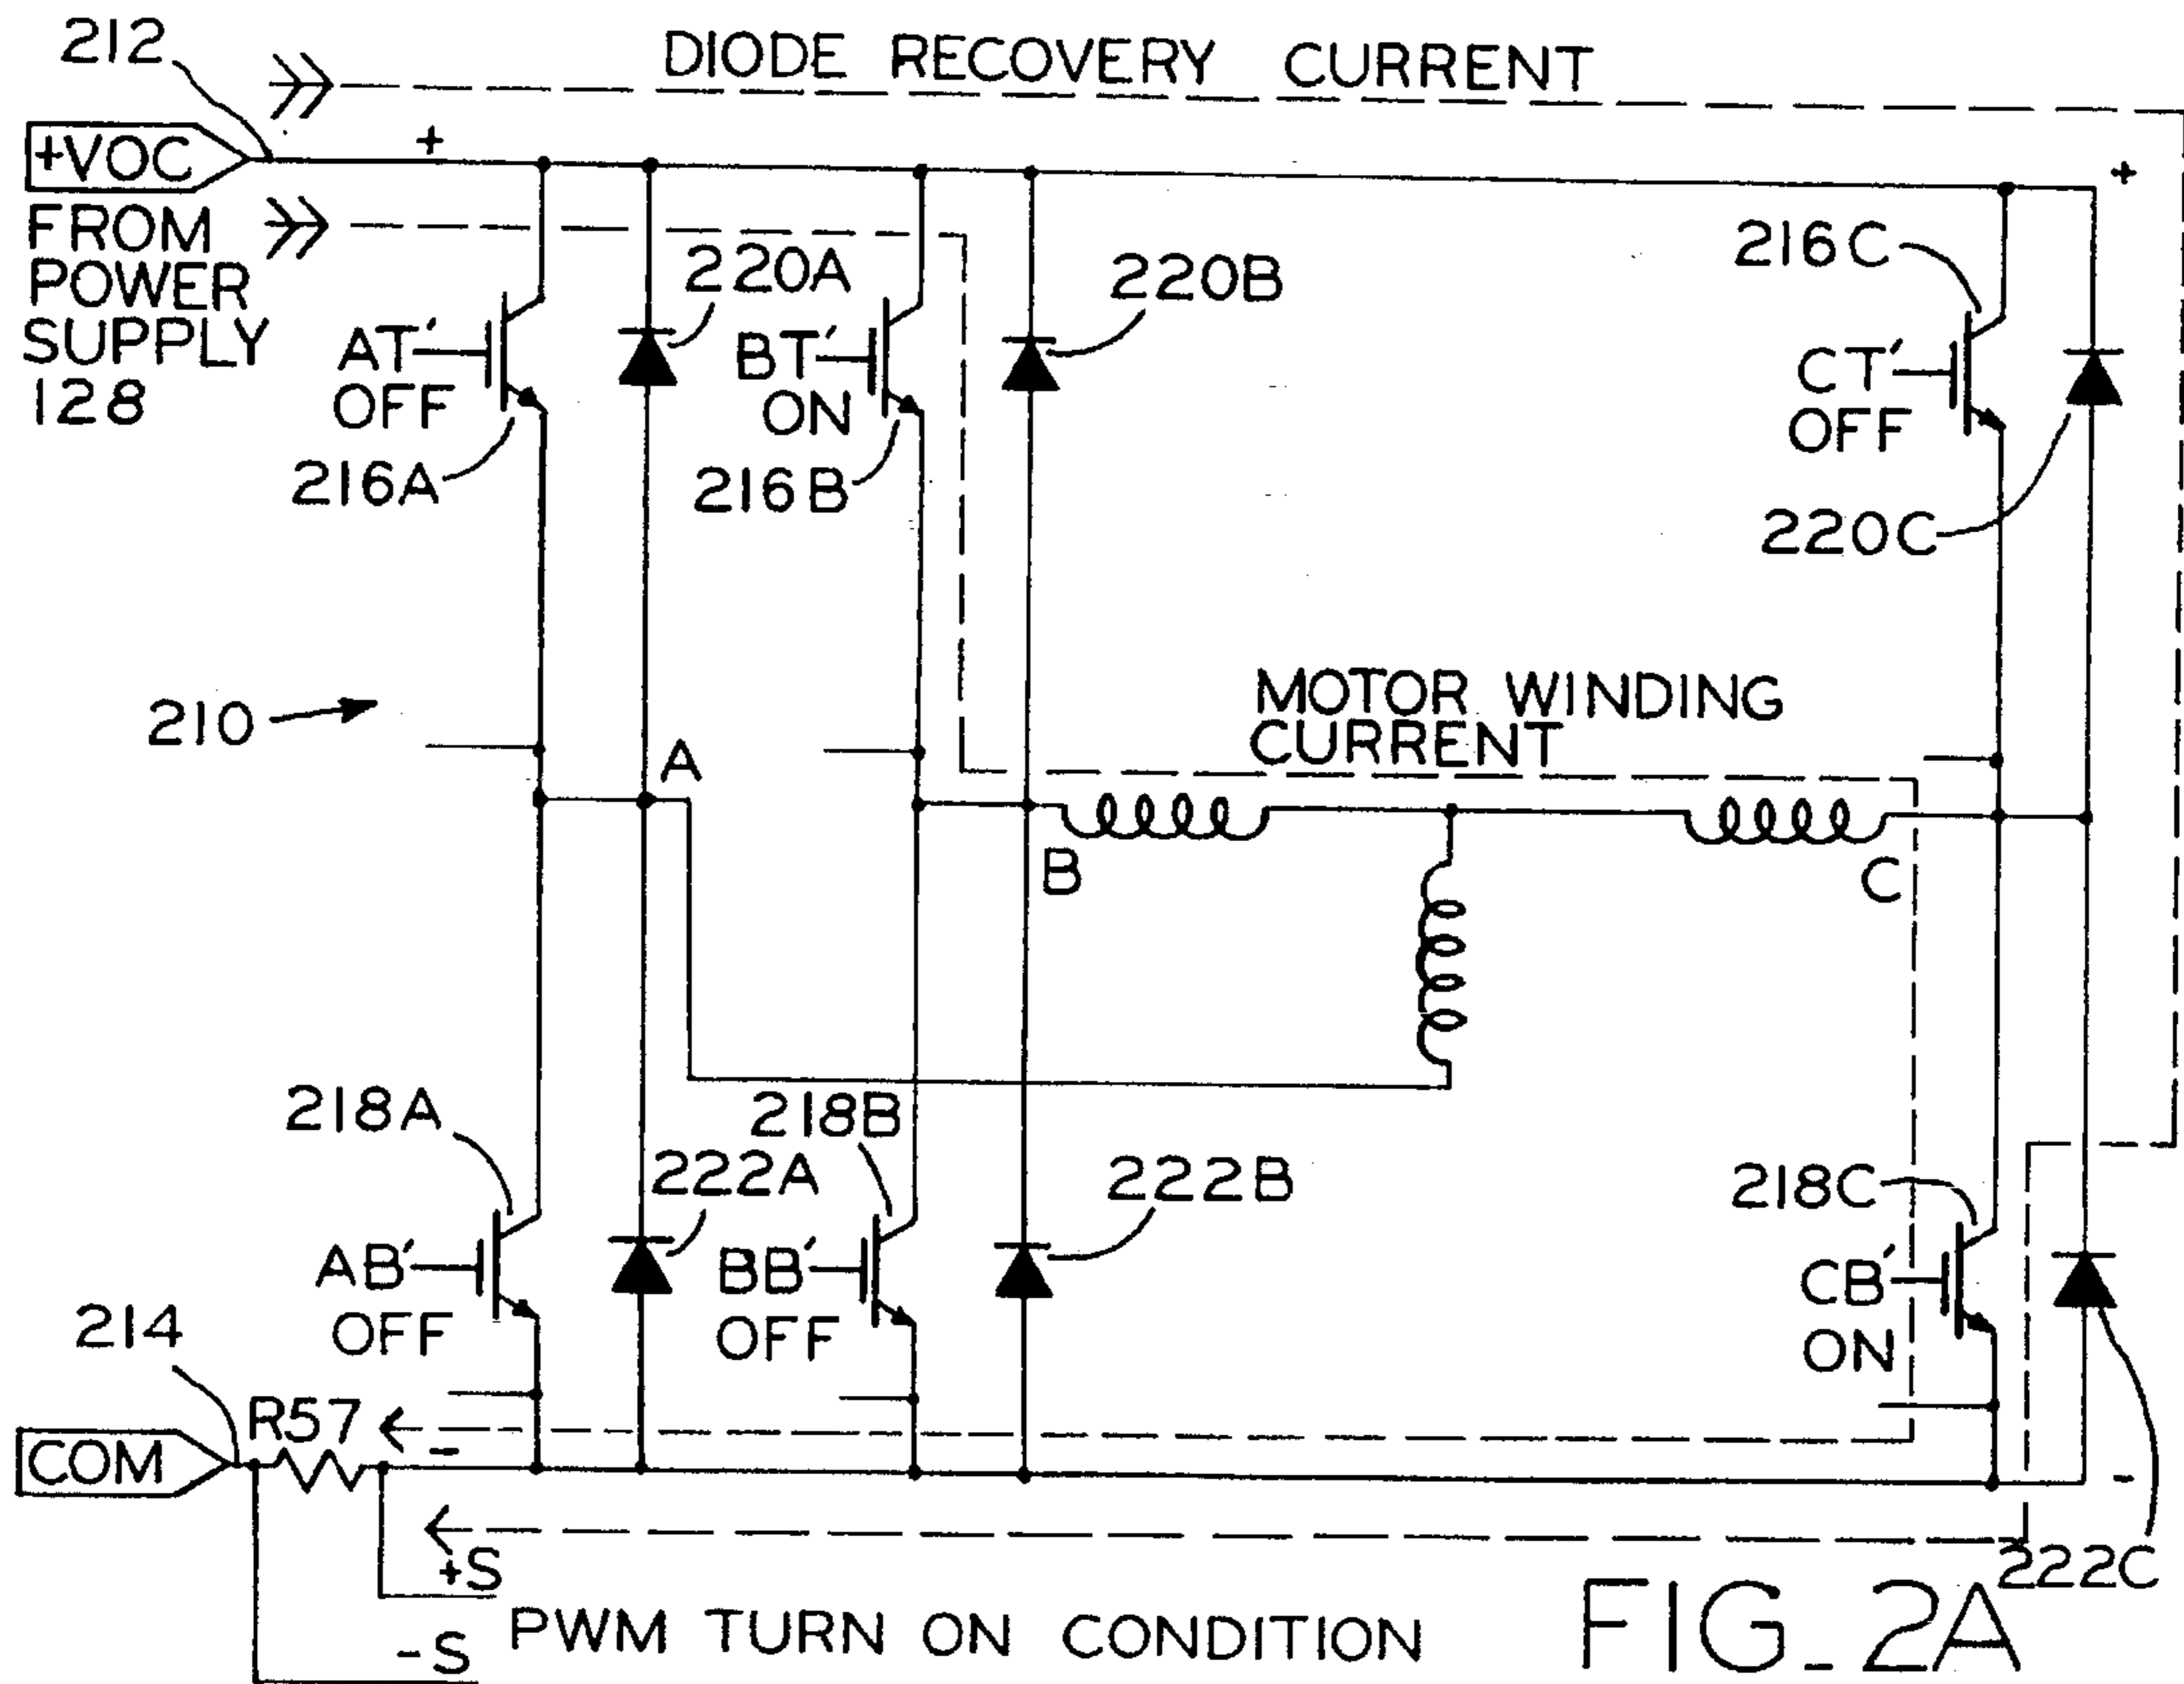 212
DIODE RECOVERY CURRENT
+VOC
+
+
FROM
POWER
SUPPLY
128
220A
220B
216C
AT'
OFF
BT'
ON
CT'
OFF
216A
216B
220C
210
A
MOTOR WINDING
CURRENT
B
C
218A
218B
222A
222B
218C
AB'
OFF
BB'
OFF
CB'
ON
214
R57
-
COM
-
+S
222C
-S
PWM TURN ON CONDITION
FIG_2A